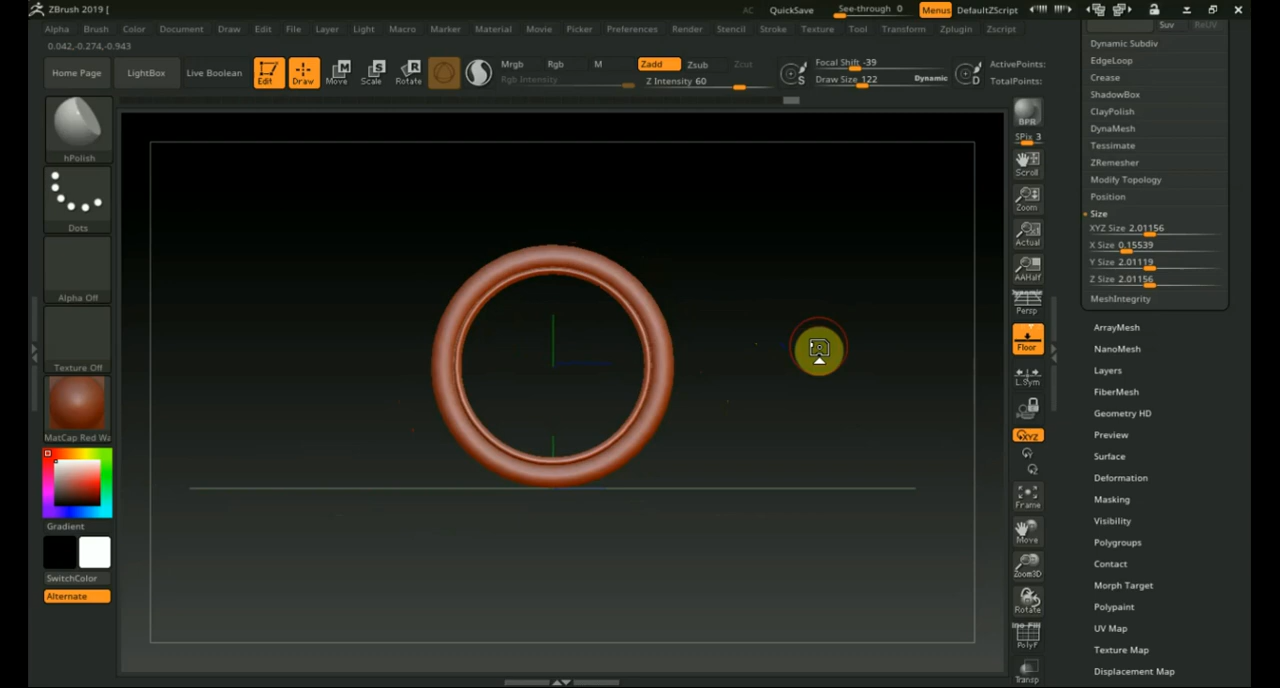 ZBrush 2019 [
AC QuickSave See-through 0 Menus DefaultZScript
Alpha Brush Color Document Draw Edit File Layer Light Macro Marker Material Movie Picker Preferences Render Stencil Stroke Texture Tool Transform Zplugin Zscript
0.042,-0.274,-0.943
Home Page LightBox Live Boolean Edit Draw Move Scale Rotate
Mrgb Rgb M Zadd Zsub Zcut
Rgb Intensity Z Intensity 60
S Focal Shift -39
Draw Size 122 Dynamic
D ActivePoints:
TotalPoints:
hPolish
Dots
Alpha Off
Texture Off
MatCap Red Wa
Gradient
SwitchColor
Alternate
BPR
SPix 3
Scroll
Zoom
Actual
AAHalf
Dynamic
Persp
Floor
L.Sym
XYZ
Y
Z
Frame
Move
Zoom3D
Rotate
PolyF
Transp
Suv ReUV
Dynamic Subdiv
EdgeLoop
Crease
ShadowBox
ClayPolish
DynaMesh
Tessimate
ZRemesher
Modify Topology
Position
Size
XYZ Size 2.01156
X Size 0.15539
Y Size 2.01119
Z Size 2.01156
MeshIntegrity
ArrayMesh
NanoMesh
Layers
FiberMesh
Geometry HD
Preview
Surface
Deformation
Masking
Visibility
Polygroups
Contact
Morph Target
Polypaint
UV Map
Texture Map
Displacement Map